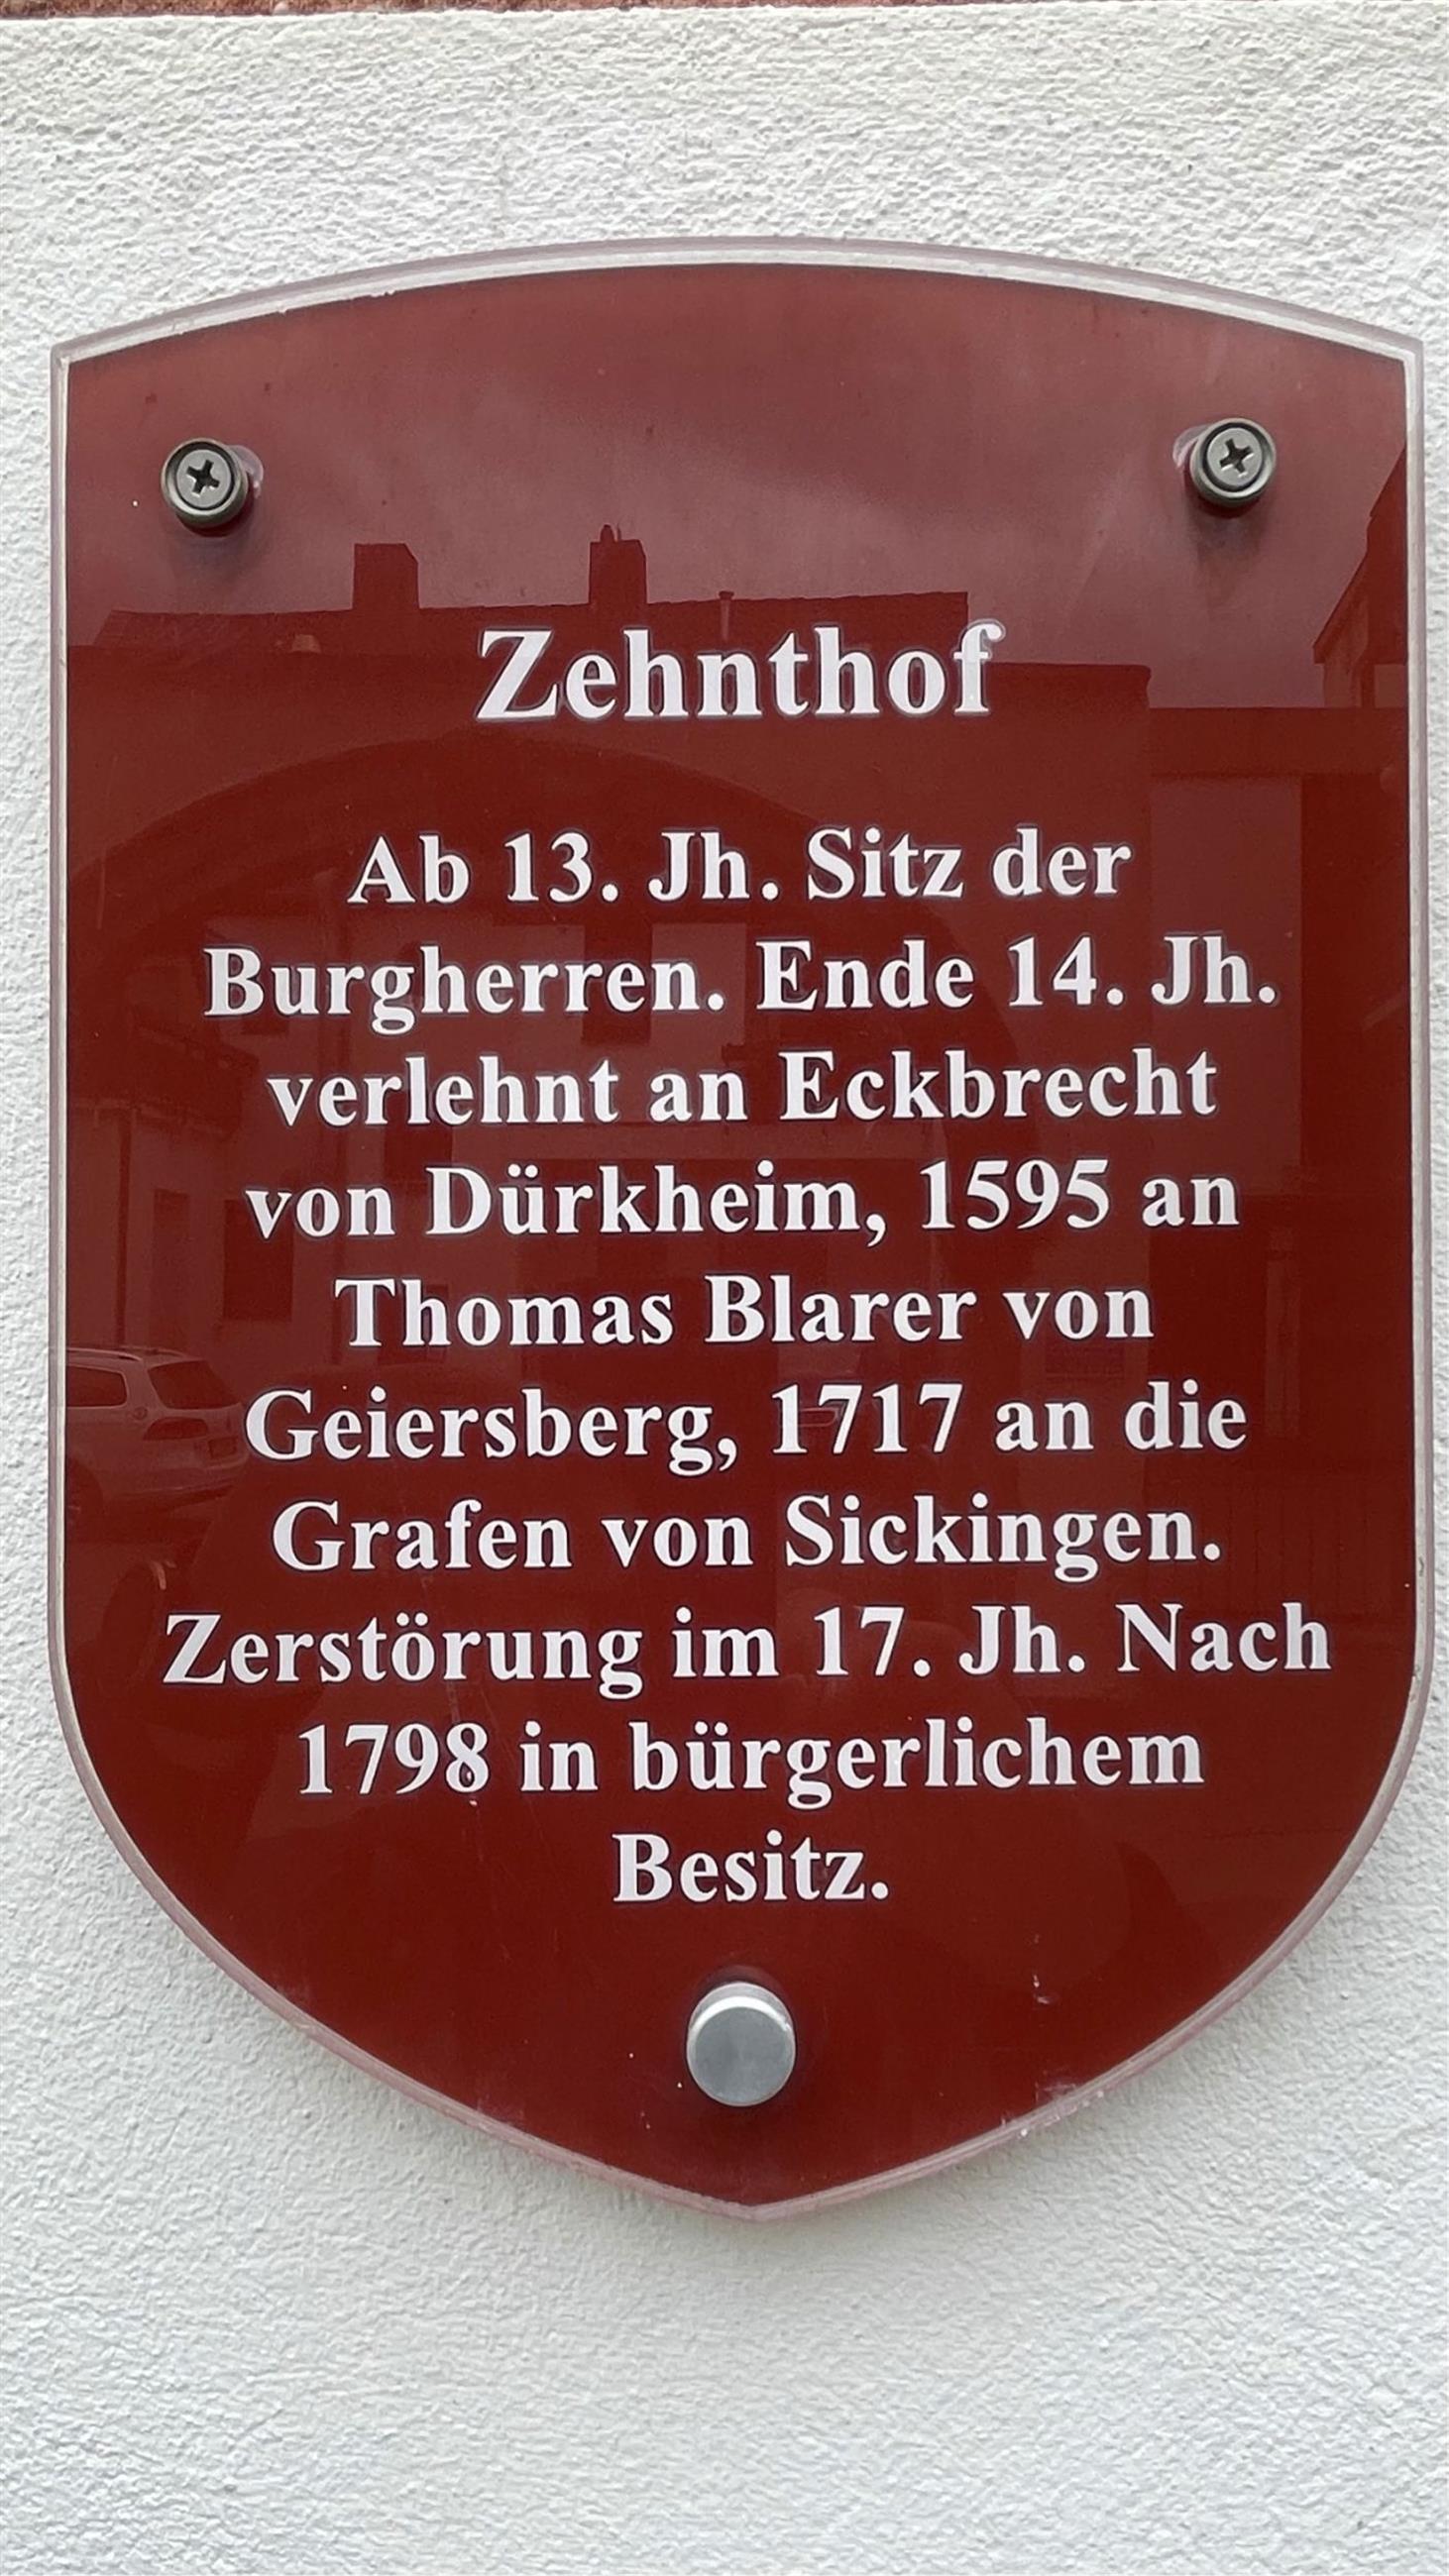 Zehnthof
Ab 13. Jh. Sitz der
Burgherren. Ende 14. Jh.
verlehnt an Eckbrecht
von Dürkheim, 1595 an
Thomas Blarer von
Geiersberg, 1717 an die
Grafen von Sickingen.
Zerstörung im 17. Jh. Nach
1798 in bürgerlichem
Besitz.